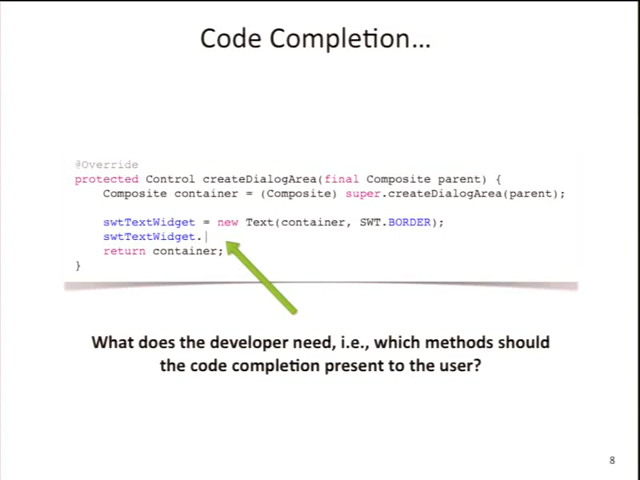 Code Completion…
@Override
protected Control createDialogArea(final Composite parent) {
Composite container = (Composite) super.createDialogArea(parent);
swtTextWidget = new Text(container, SWT.BORDER);
swtTextWidget.|
return container;
}
What does the developer need, i.e., which methods should
the code completion present to the user?
8